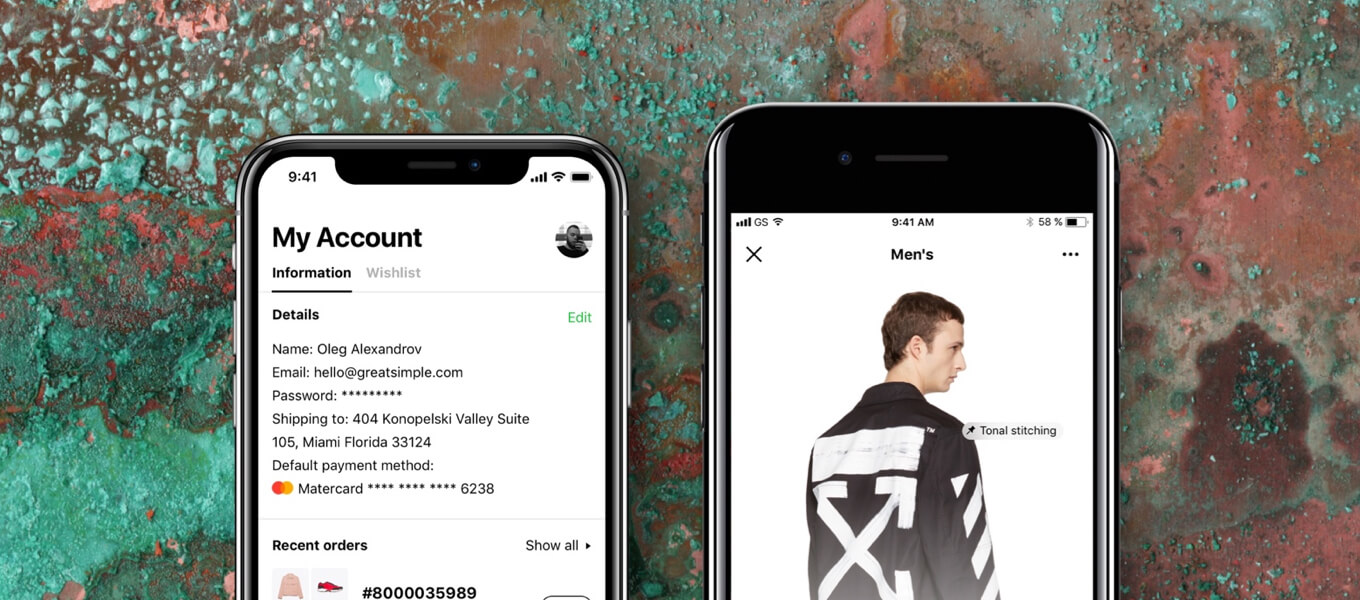 9:41
My Account
Information Wishlist
Details
Edit
Name: Oleg Alexandrov
Email: hello@greatsimple.com
Password: *********
Shipping to: 404 Konopelski Valley Suite
105, Miami Florida 33124
Default payment method:
Matercard **** **** **** 6238
Recent orders
Show all
#8000035989
GS
9:41 AM
58 %
Men's
TM
Tonal stitching